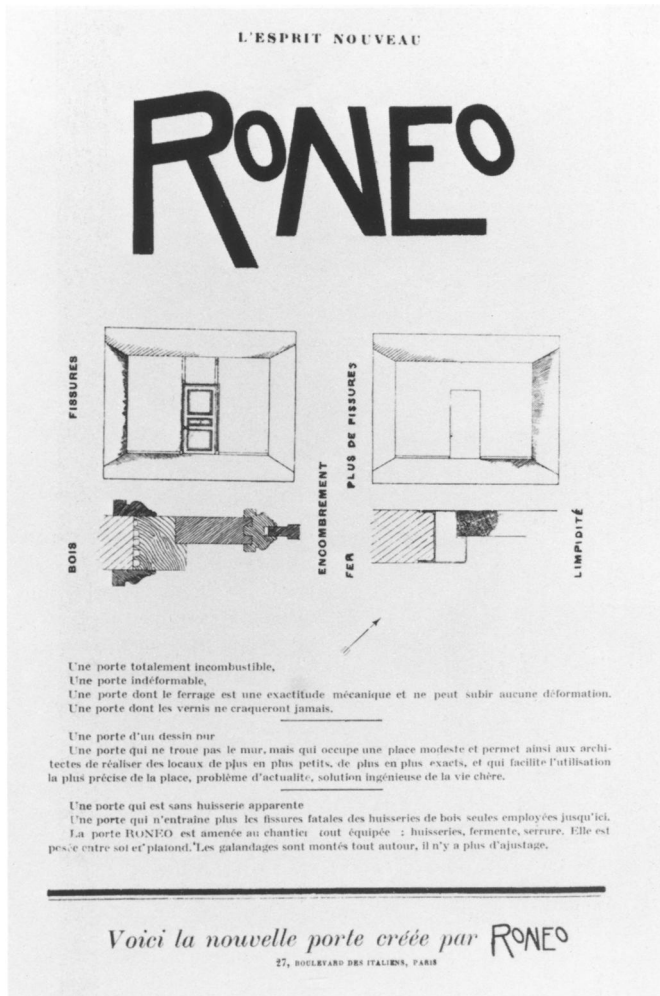 L'ESPRIT NOUVEAU
RONEO
FISSURES
BOIS
ENCOMBREMENT
PLUS DE FISSURES
FER
LIMPIDITÉ
Une porte totalement incombustible,
Une porte indéformable,
Une porte dont le ferrage est une exactitude mécanique et ne peut subir aucune déformation.
Une porte dont les vernis ne craqueront jamais.
Une porte d'un dessin pur
Une porte qui ne troue pas le mur, mais qui occupe une place modeste et permet ainsi aux archi-
tectes de réaliser des locaux de plus en plus petits, de plus en plus exacts, et qui facilite l'utilisation
la plus précise de la place, problème d'actualité, solution ingénieuse de la vie chère.
Une porte qui est sans huisserie apparente
Une porte qui n'entraine plus les fissures fatales des huisseries de bois seules employées jusqu'ici.
La porte RONEO est amenée au chantier tout équipée : huisseries, fermente, serrure. Elle est
posée entre sol et platond. Les galandages sont montés tout autour, il n'y a plus d'ajustage.
Voici la nouvelle porte créée par RONEO
27, BOULEVARD DES ITALIENS, PARIS